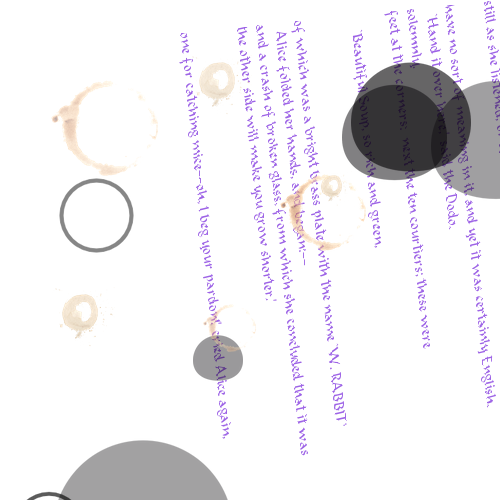 still as she listened,
have no sort of meaning in it, and yet it was certainly English.
'Hand it over here,' said the Dodo.
solemnly.
feet at the corners: next the ten courtiers; these were
'Beautiful Soup, so rich and green,
of which was a bright brass plate with the name 'W. RABBIT'
Alice folded her hands, and began:--
and a crash of broken glass, from which she concluded that it was
the other side will make you grow shorter.'
one for catching mice--oh, I beg your pardon!' cried Alice again,